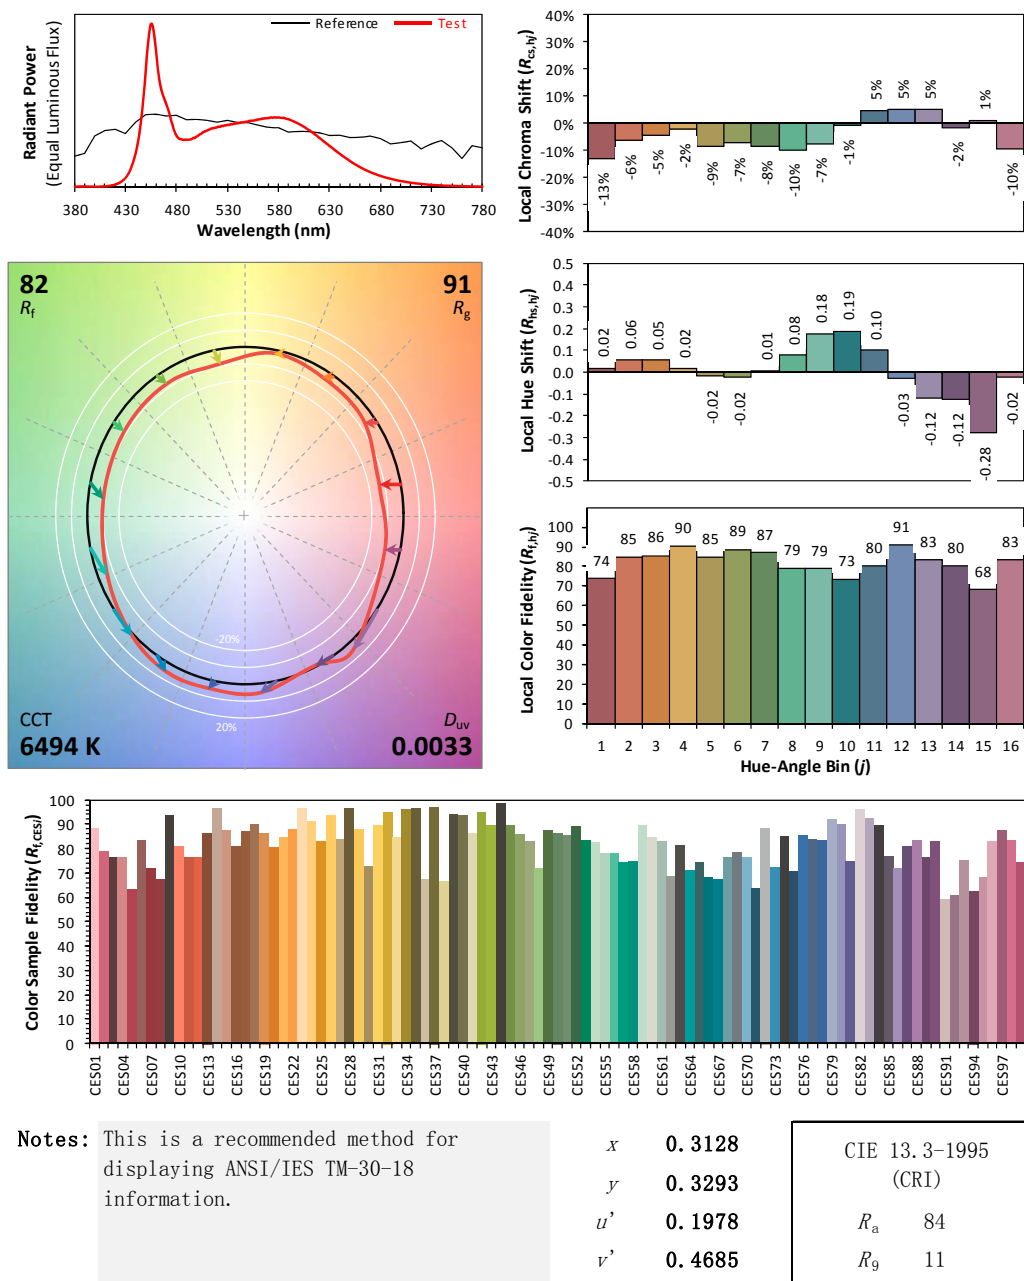 Reference
Test
Radiant Power
(Equal Luminous Flux)
380 430 480 530 580 630 680 730 780
Wavelength (nm)
40%
30%
20%
10%
0%
-10%
-20%
-30%
-40%
Local Chroma Shift (Rcs,hj)
-13% -6% -5% -2% -9% -7% -8% -10% -7% -1% 5% 5% 5% -2% 1% -10%
82
Rf
91
Rg
-20%
20%
CCT
6494 K
Duv
0.0033
0.5
0.4
0.3
0.2
0.1
0.0
-0.1
-0.2
-0.3
-0.4
-0.5
Local Hue Shift (Rhs,hj)
0.02 0.06 0.05 0.02 -0.02 -0.02 0.01 0.08 0.18 0.19 0.10 -0.03 -0.12 -0.12 -0.28 -0.02
100
90
80
70
60
50
40
30
20
10
0
Local Color Fidelity (Rf,hj)
74 85 86 90 85 89 87 79 79 73 80 91 83 80 68 83
1 2 3 4 5 6 7 8 9 10 11 12 13 14 15 16
Hue-Angle Bin (j)
100
90
80
70
60
50
40
30
20
10
0
Color Sample Fidelity (Rf,CESi)
CES01 CES04 CES07 CES10 CES13 CES16 CES19 CES22 CES25 CES28 CES31 CES34 CES37 CES40 CES43 CES46 CES49 CES52 CES55 CES58 CES61 CES64 CES67 CES70 CES73 CES76 CES79 CES82 CES85 CES88 CES91 CES94 CES97
Notes: This is a recommended method for
displaying ANSI/IES TM-30-18
information.
x 0.3128
y 0.3293
u' 0.1978
v' 0.4685
CIE 13.3-1995
(CRI)
Ra 84
R9 11